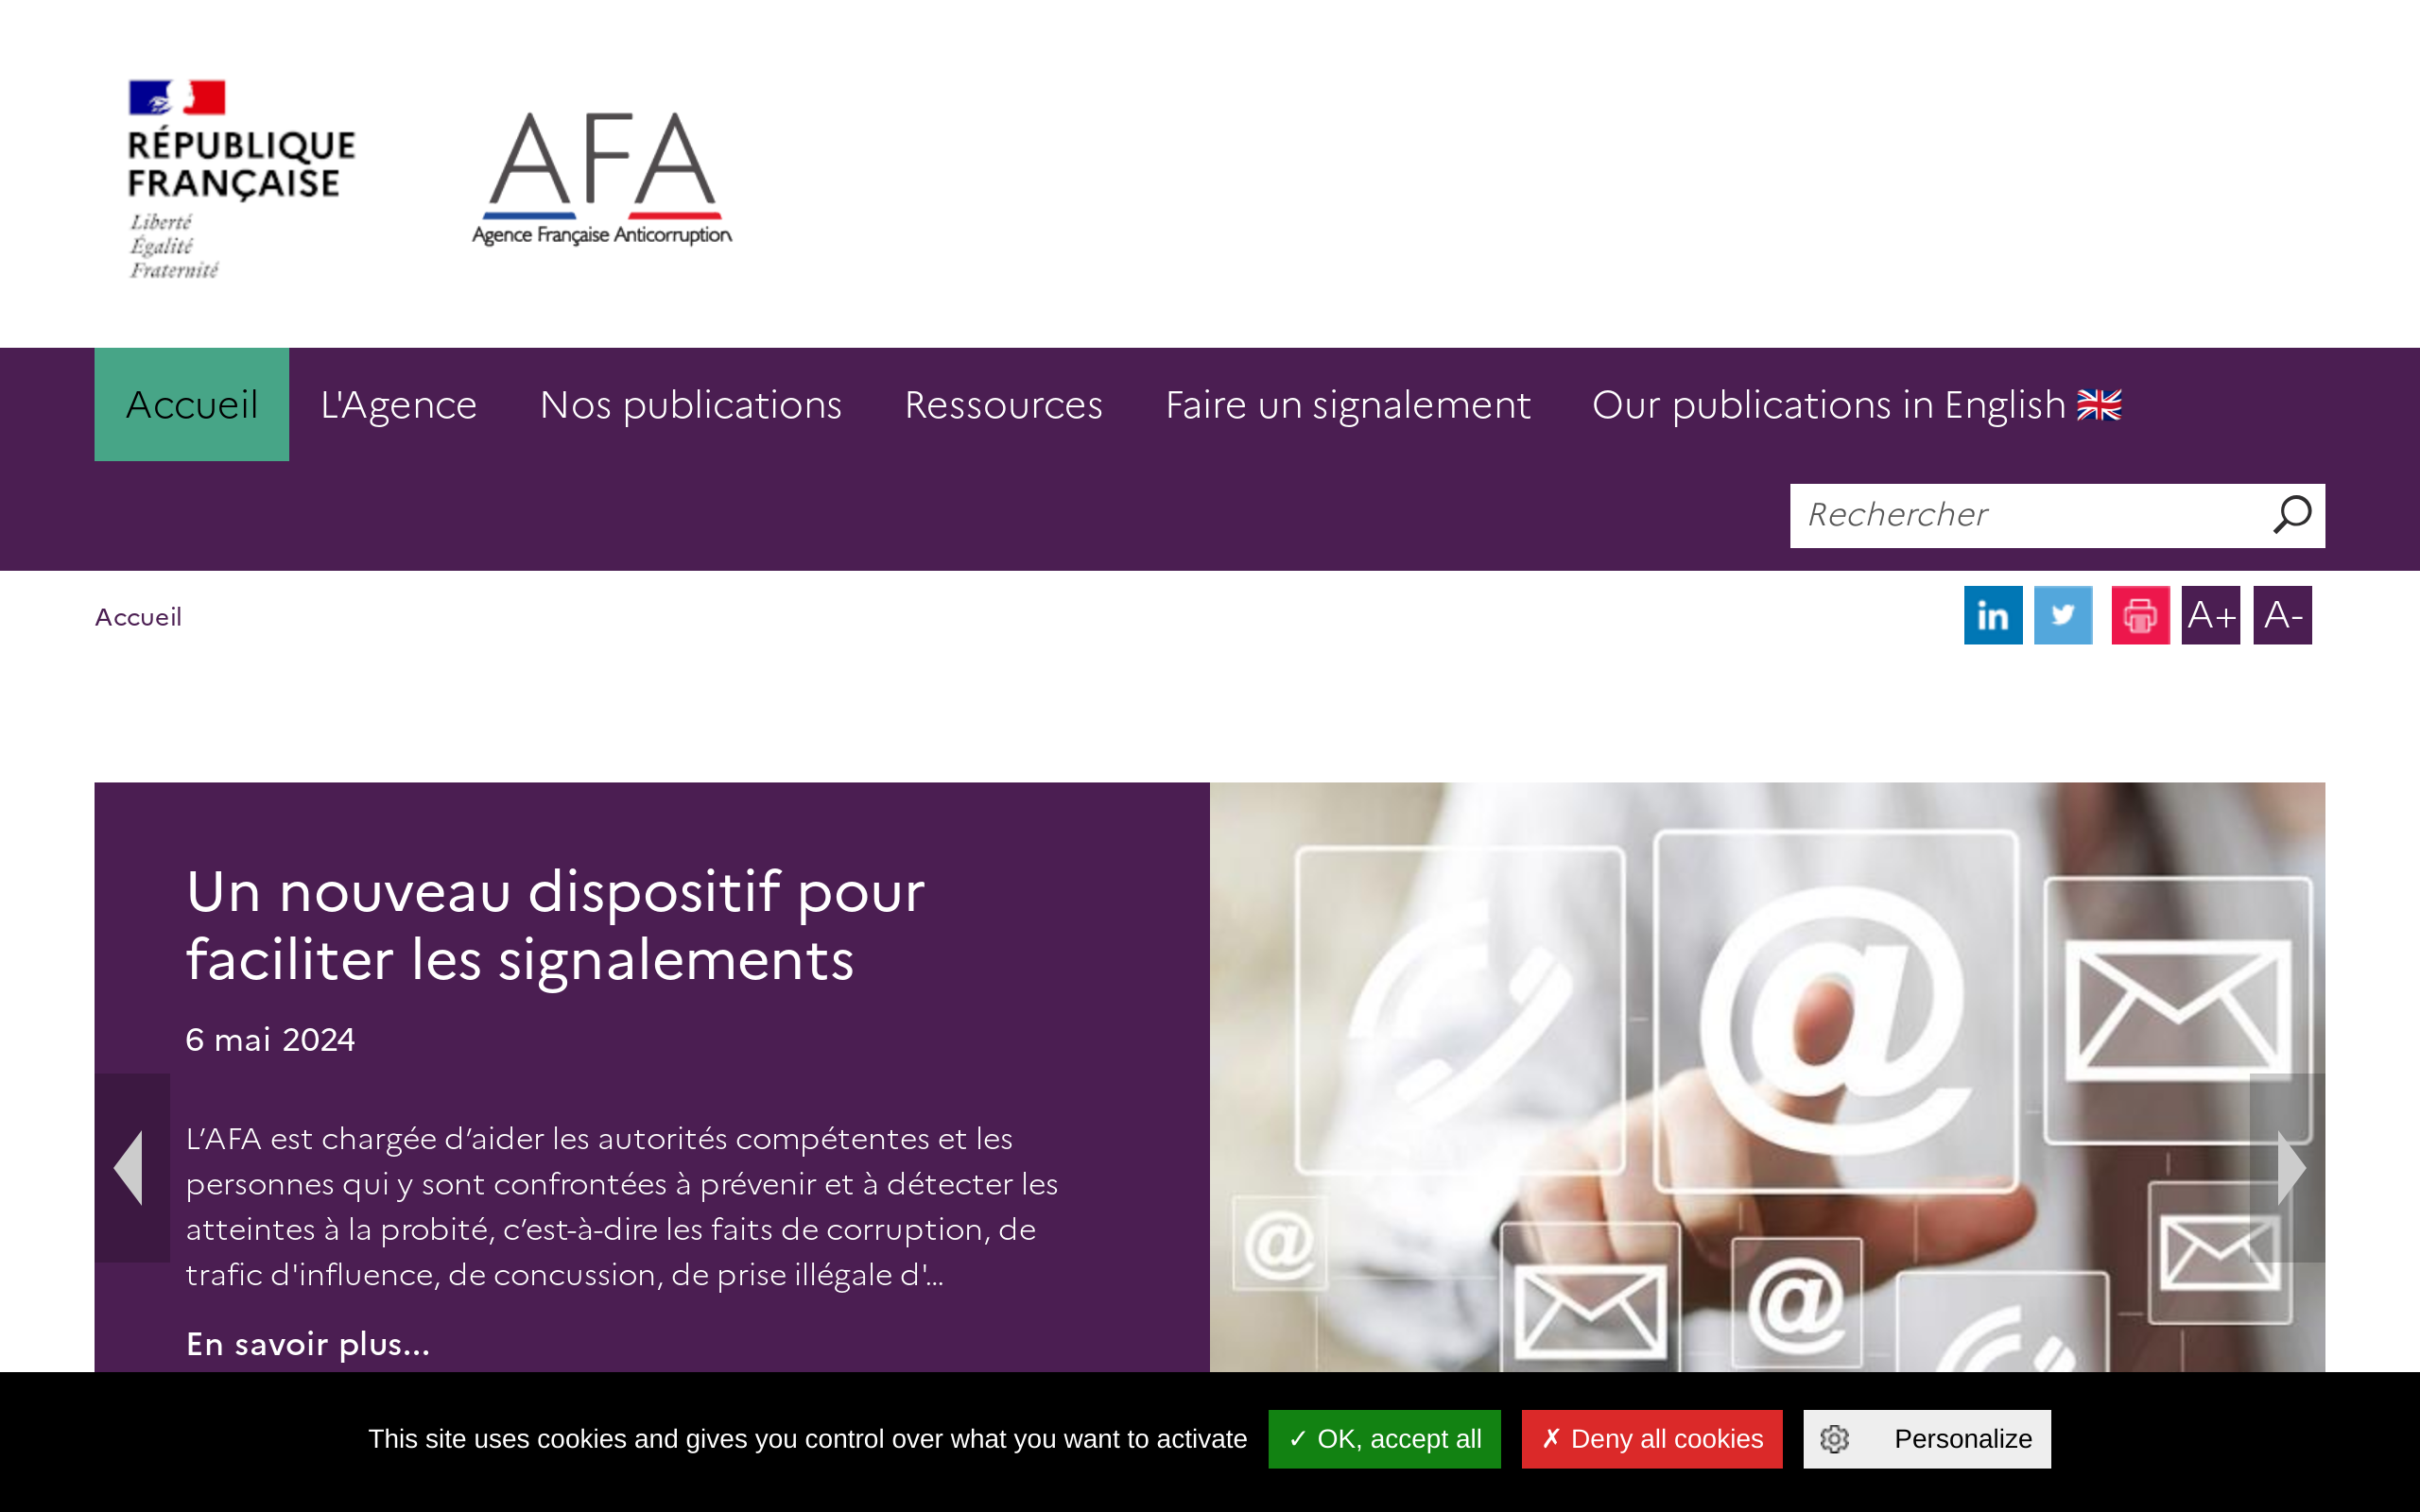 RÉPUBLIQUE
FRANÇAISE
Liberté
Égalité
Fraternité
AFA
Agence Française Anticorruption
Accueil L'Agence Nos publications Ressources Faire un signalement Our publications in English 🇬🇧
Rechercher
Accueil
in A+ A-
Un nouveau dispositif pour
faciliter les signalements
6 mai 2024
L’AFA est chargée d’aider les autorités compétentes et les
personnes qui y sont confrontées à prévenir et à détecter les
atteintes à la probité, c’est-à-dire les faits de corruption, de
trafic d'influence, de concussion, de prise illégale d'...
En savoir plus...
@
@
@
This site uses cookies and gives you control over what you want to activate ✓ OK, accept all ✗ Deny all cookies Personalize